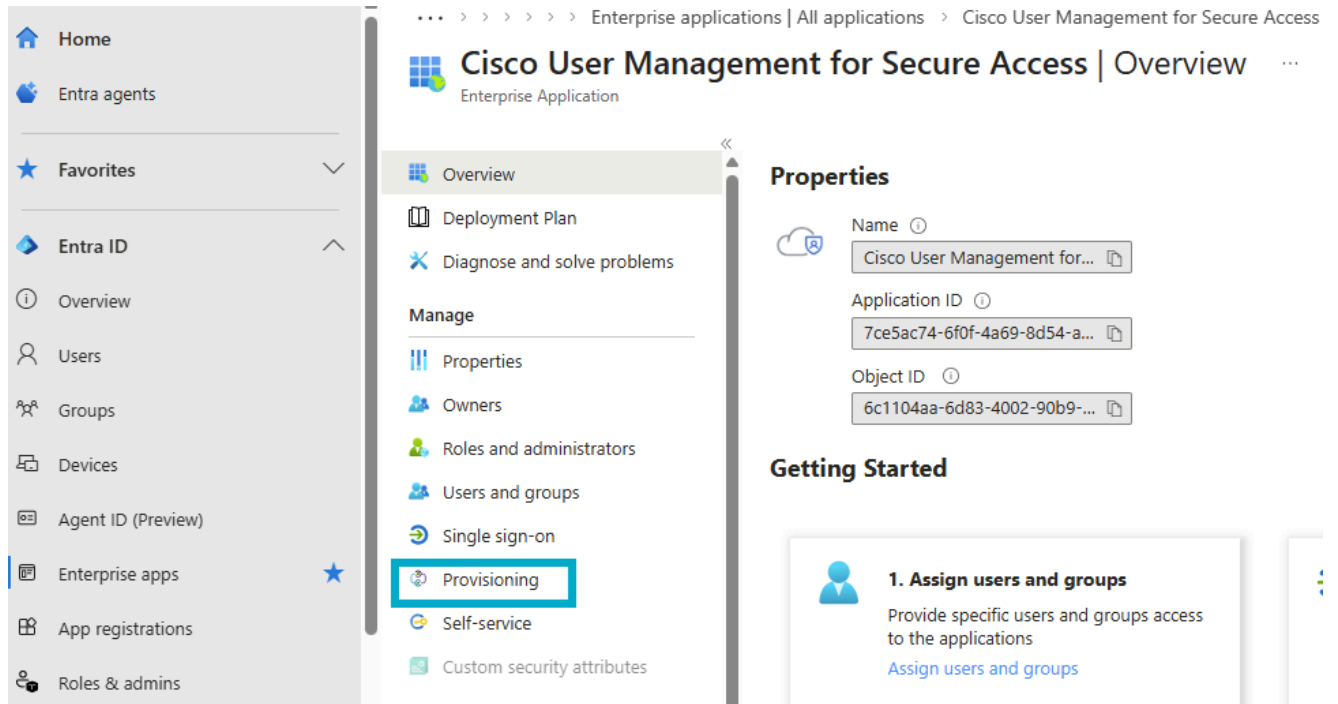 Home
Entra agents
Favorites
Entra ID
Overview
Users
Groups
Devices
Agent ID (Preview)
Enterprise apps
App registrations
Roles & admins
··· > > > > > > Enterprise applications | All applications > Cisco User Management for Secure Access
Cisco User Management for Secure Access | Overview ···
Enterprise Application
Overview
Deployment Plan
Diagnose and solve problems
Manage
Properties
Owners
Roles and administrators
Users and groups
Single sign-on
Provisioning
Self-service
Custom security attributes
Properties
Name
Cisco User Management for...
Application ID
7ce5ac74-6f0f-4a69-8d54-a...
Object ID
6c1104aa-6d83-4002-90b9-...
Getting Started
1. Assign users and groups
Provide specific users and groups access
to the applications
Assign users and groups